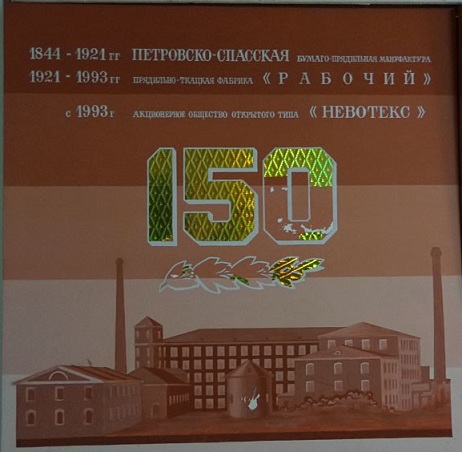 1844 - 1921 гг ПЕТРОВСКО-СПАССКАЯ БУМАГО-ПРЯДИЛЬНАЯ МАНУФАКТУРА
1921 - 1993 гг ПРЯДИЛЬНО-ТКАЦКАЯ ФАБРИКА « РАБОЧИЙ »
с 1993 г АКЦИОНЕРНОЕ ОБЩЕСТВО ОТКРЫТОГО ТИПА « НЕВОТЕКС »
150